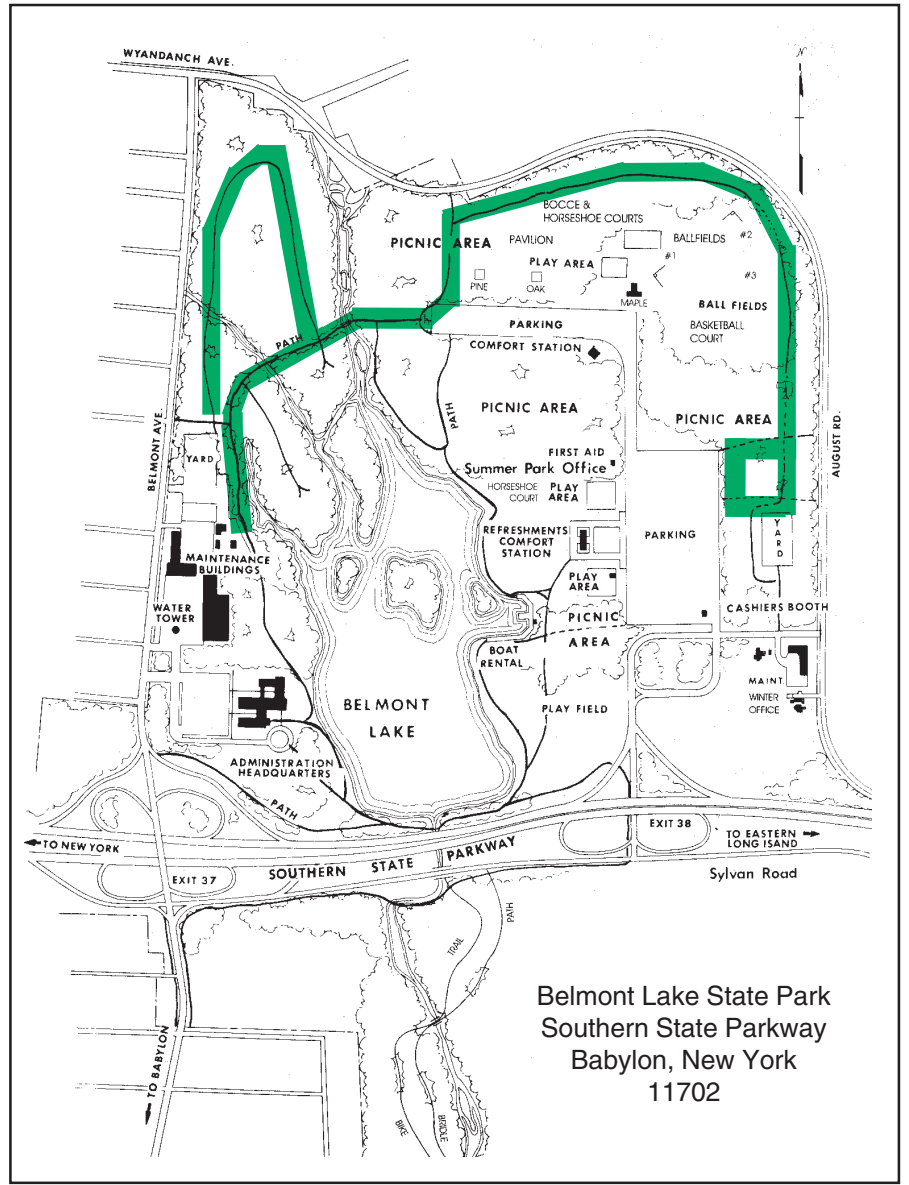 WYANDANCH AVE.
N
BOCCE &
HORSESHOE COURTS
PICNIC AREA
PAVILION
BALLFIELDS
#2
PLAY AREA
#1
#3
PINE
OAK
MAPLE
BALL FIELDS
PARKING
BASKETBALL
COURT
PATH
COMFORT STATION
PATH
PICNIC AREA
PICNIC AREA
BELMONT AVE.
AUGUST RD.
YARD
FIRST AID
Summer Park Office
HORSESHOE
COURT
PLAY
AREA
REFRESHMENTS
COMFORT
STATION
PARKING
YARD
MAINTENANCE
BUILDINGS
PLAY
AREA
WATER
TOWER
CASHIERS BOOTH
PICNIC
AREA
BOAT
RENTAL
MAINT.
WINTER
OFFICE
BELMONT
LAKE
PLAY FIELD
ADMINISTRATION
HEADQUARTERS
PATH
EXIT 38
TO NEW YORK
TO EASTERN
LONG ISLAND
SOUTHERN STATE PARKWAY
EXIT 37
Sylvan Road
PATH
TRAIL
TO BABYLON
BIKE
BRIDLE
Belmont Lake State Park
Southern State Parkway
Babylon, New York
11702